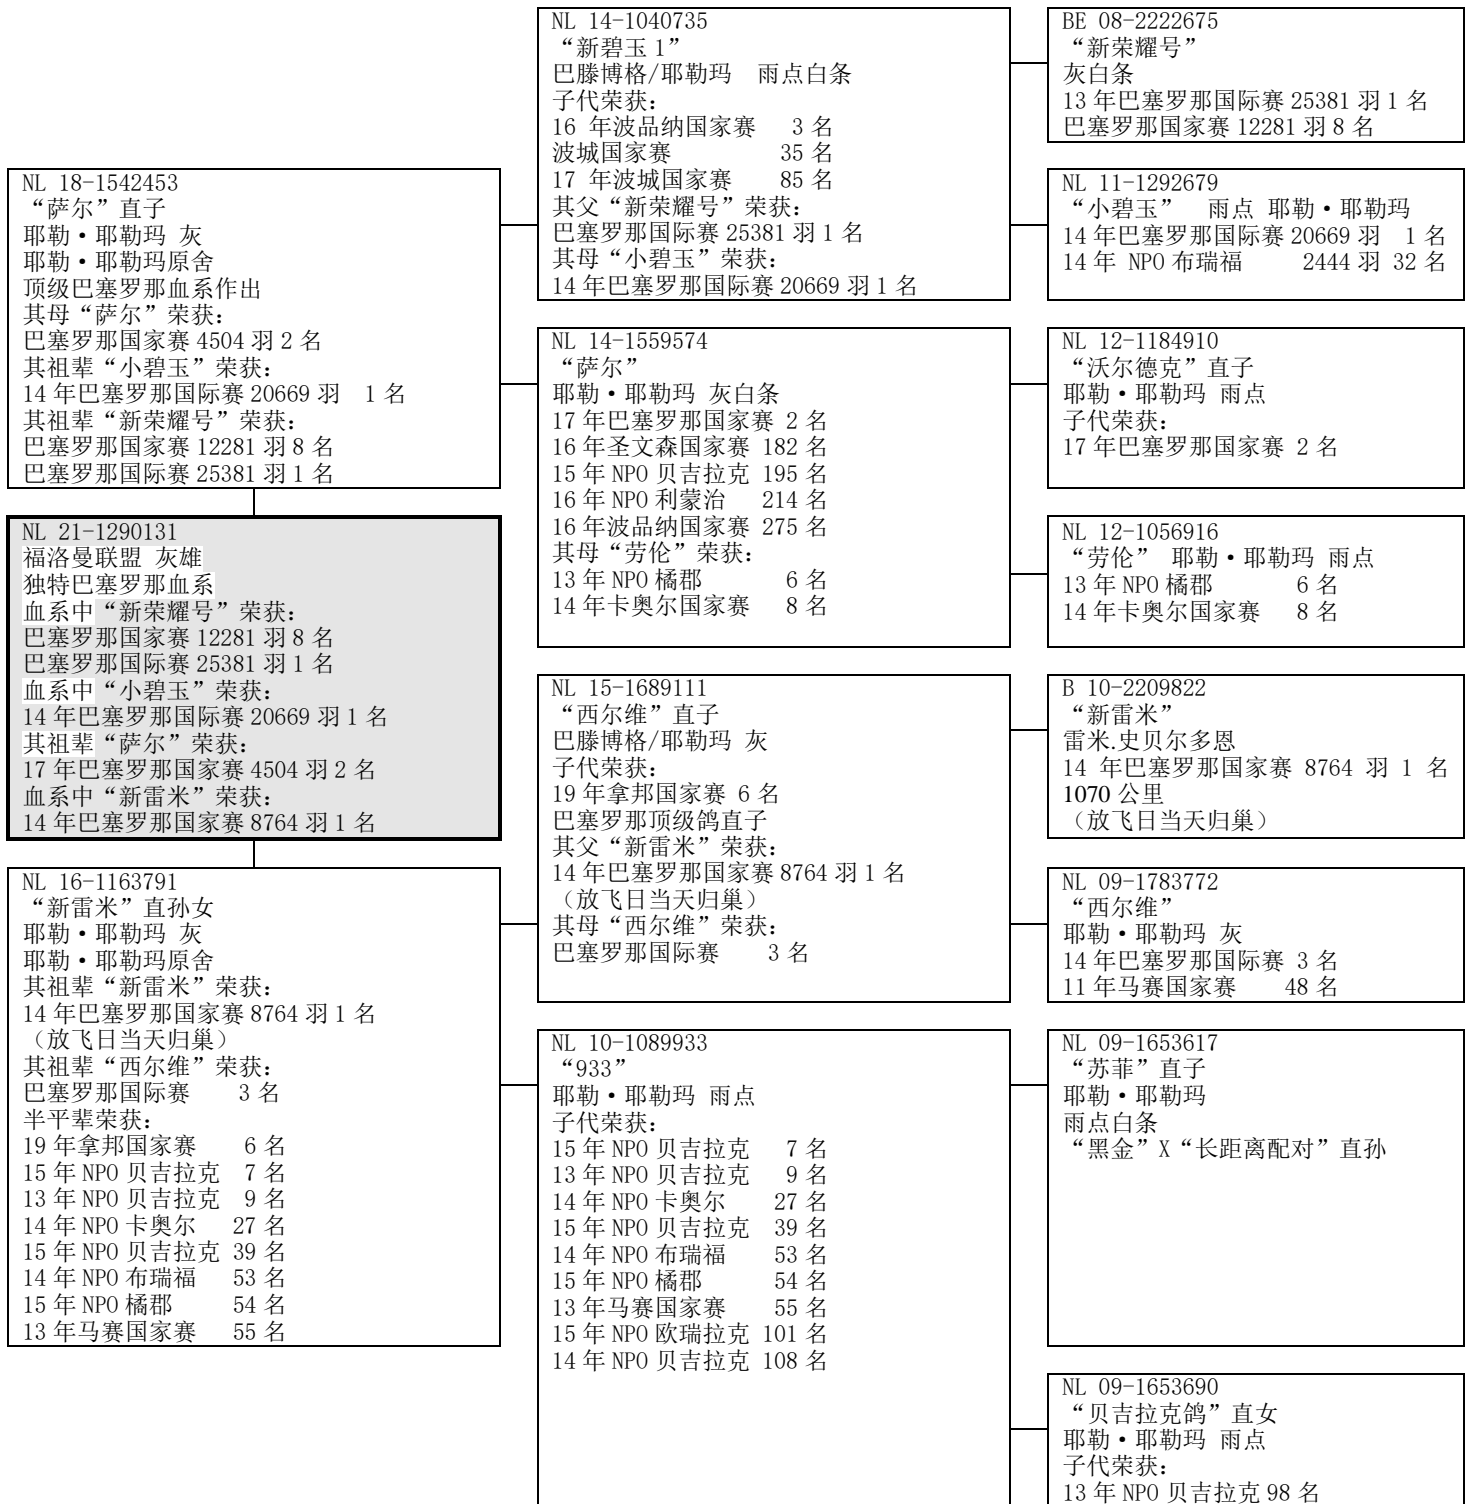 NL 18-1542453
“萨尔”直子
耶勒·耶勒玛 灰
耶勒·耶勒玛原舍
顶级巴塞罗那血系作出
其母“萨尔”荣获：
巴塞罗那国家赛 4504 羽 2 名
其祖辈“小碧玉”荣获：
14 年巴塞罗那国际赛 20669 羽 1 名
其祖辈“新荣耀号”荣获：
巴塞罗那国家赛 12281 羽 8 名
巴塞罗那国际赛 25381 羽 1 名
NL 21-1290131
福洛曼联盟 灰雄
独特巴塞罗那血系
血系中“新荣耀号”荣获：
巴塞罗那国家赛 12281 羽 8 名
巴塞罗那国际赛 25381 羽 1 名
血系中“小碧玉”荣获：
14 年巴塞罗那国际赛 20669 羽 1 名
其祖辈“萨尔”荣获：
17 年巴塞罗那国家赛 4504 羽 2 名
血系中“新雷米”荣获：
14 年巴塞罗那国家赛 8764 羽 1 名
NL 16-1163791
“新雷米”直孙女
耶勒·耶勒玛 灰
耶勒·耶勒玛原舍
其祖辈“新雷米”荣获：
14 年巴塞罗那国家赛 8764 羽 1 名
（放飞日当天归巢）
其祖辈“西尔维”荣获：
巴塞罗那国际赛 3 名
半平辈荣获：
19 年拿邦国家赛 6 名
15 年 NPO 贝吉拉克 7 名
13 年 NPO 贝吉拉克 9 名
14 年 NPO 卡奥尔 27 名
15 年 NPO 贝吉拉克 39 名
14 年 NPO 布瑞福 53 名
15 年 NPO 橘郡 54 名
13 年马赛国家赛 55 名
NL 14-1040735
“新碧玉 1”
巴滕博格/耶勒玛 雨点白条
子代荣获：
16 年波品纳国家赛 3 名
波城国家赛 35 名
17 年波城国家赛 85 名
其父“新荣耀号”荣获：
巴塞罗那国际赛 25381 羽 1 名
其母“小碧玉”荣获：
14 年巴塞罗那国际赛 20669 羽 1 名
NL 14-1559574
“萨尔”
耶勒·耶勒玛 灰白条
17 年巴塞罗那国家赛 2 名
16 年圣文森国家赛 182 名
15 年 NPO 贝吉拉克 195 名
16 年 NPO 利蒙治 214 名
16 年波品纳国家赛 275 名
其母“劳伦”荣获：
13 年 NPO 橘郡 6 名
14 年卡奥尔国家赛 8 名
NL 15-1689111
“西尔维”直子
巴滕博格/耶勒玛 灰
子代荣获：
19 年拿邦国家赛 6 名
巴塞罗那顶级鸽直子
其父“新雷米”荣获：
14 年巴塞罗那国家赛 8764 羽 1 名
（放飞日当天归巢）
其母“西尔维”荣获：
巴塞罗那国际赛 3 名
NL 10-1089933
“933”
耶勒·耶勒玛 雨点
子代荣获：
15 年 NPO 贝吉拉克 7 名
13 年 NPO 贝吉拉克 9 名
14 年 NPO 卡奥尔 27 名
15 年 NPO 贝吉拉克 39 名
14 年 NPO 布瑞福 53 名
15 年 NPO 橘郡 54 名
13 年马赛国家赛 55 名
15 年 NPO 欧瑞拉克 101 名
14 年 NPO 贝吉拉克 108 名
BE 08-2222675
“新荣耀号”
灰白条
13 年巴塞罗那国际赛 25381 羽 1 名
巴塞罗那国家赛 12281 羽 8 名
NL 11-1292679
“小碧玉” 雨点 耶勒·耶勒玛
14 年巴塞罗那国际赛 20669 羽 1 名
14 年 NPO 布瑞福 2444 羽 32 名
NL 12-1184910
“沃尔德克”直子
耶勒·耶勒玛 雨点
子代荣获：
17 年巴塞罗那国家赛 2 名
NL 12-1056916
“劳伦” 耶勒·耶勒玛 雨点
13 年 NPO 橘郡 6 名
14 年卡奥尔国家赛 8 名
B 10-2209822
“新雷米”
雷米.史贝尔多恩
14 年巴塞罗那国家赛 8764 羽 1 名
1070 公里
（放飞日当天归巢）
NL 09-1783772
“西尔维”
耶勒·耶勒玛 灰
14 年巴塞罗那国际赛 3 名
11 年马赛国家赛 48 名
NL 09-1653617
“苏菲”直子
耶勒·耶勒玛
雨点白条
“黑金”X“长距离配对”直孙
NL 09-1653690
“贝吉拉克鸽”直女
耶勒·耶勒玛 雨点
子代荣获：
13 年 NPO 贝吉拉克 98 名